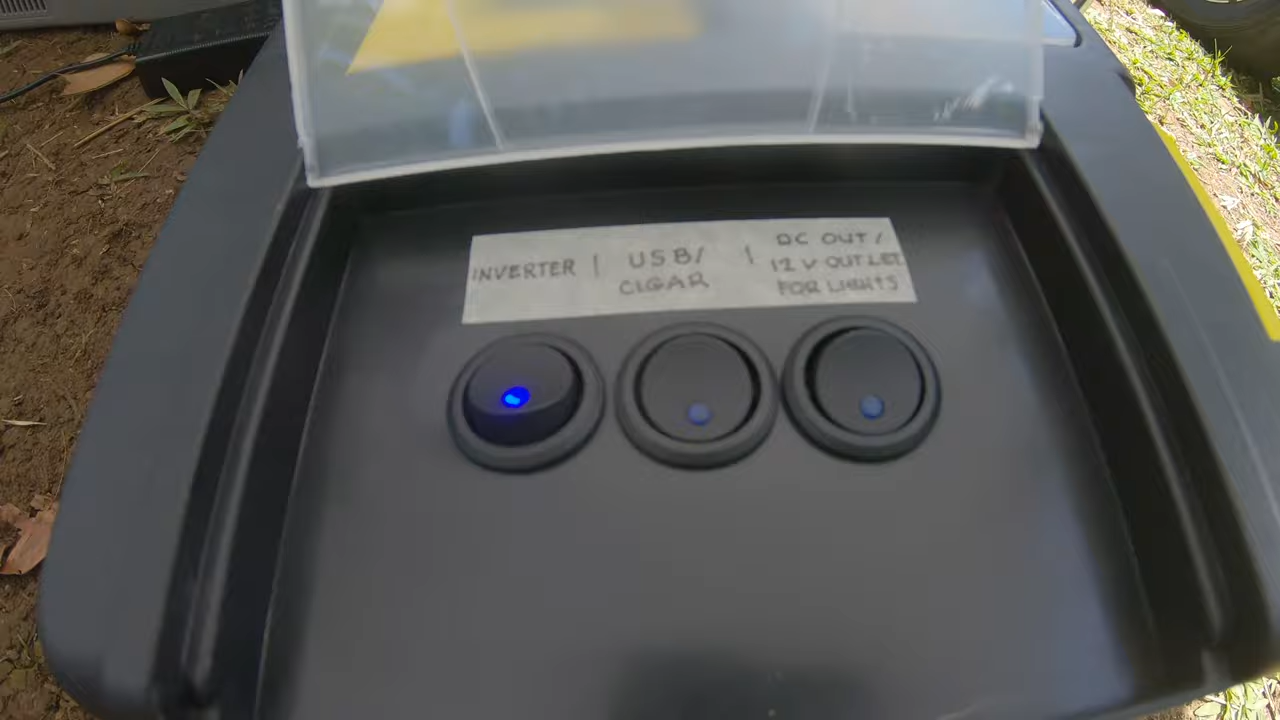 INVERTER | USB/ | DC OUT/
CIGAR 12 V OUTLET
FOR LIGHTS